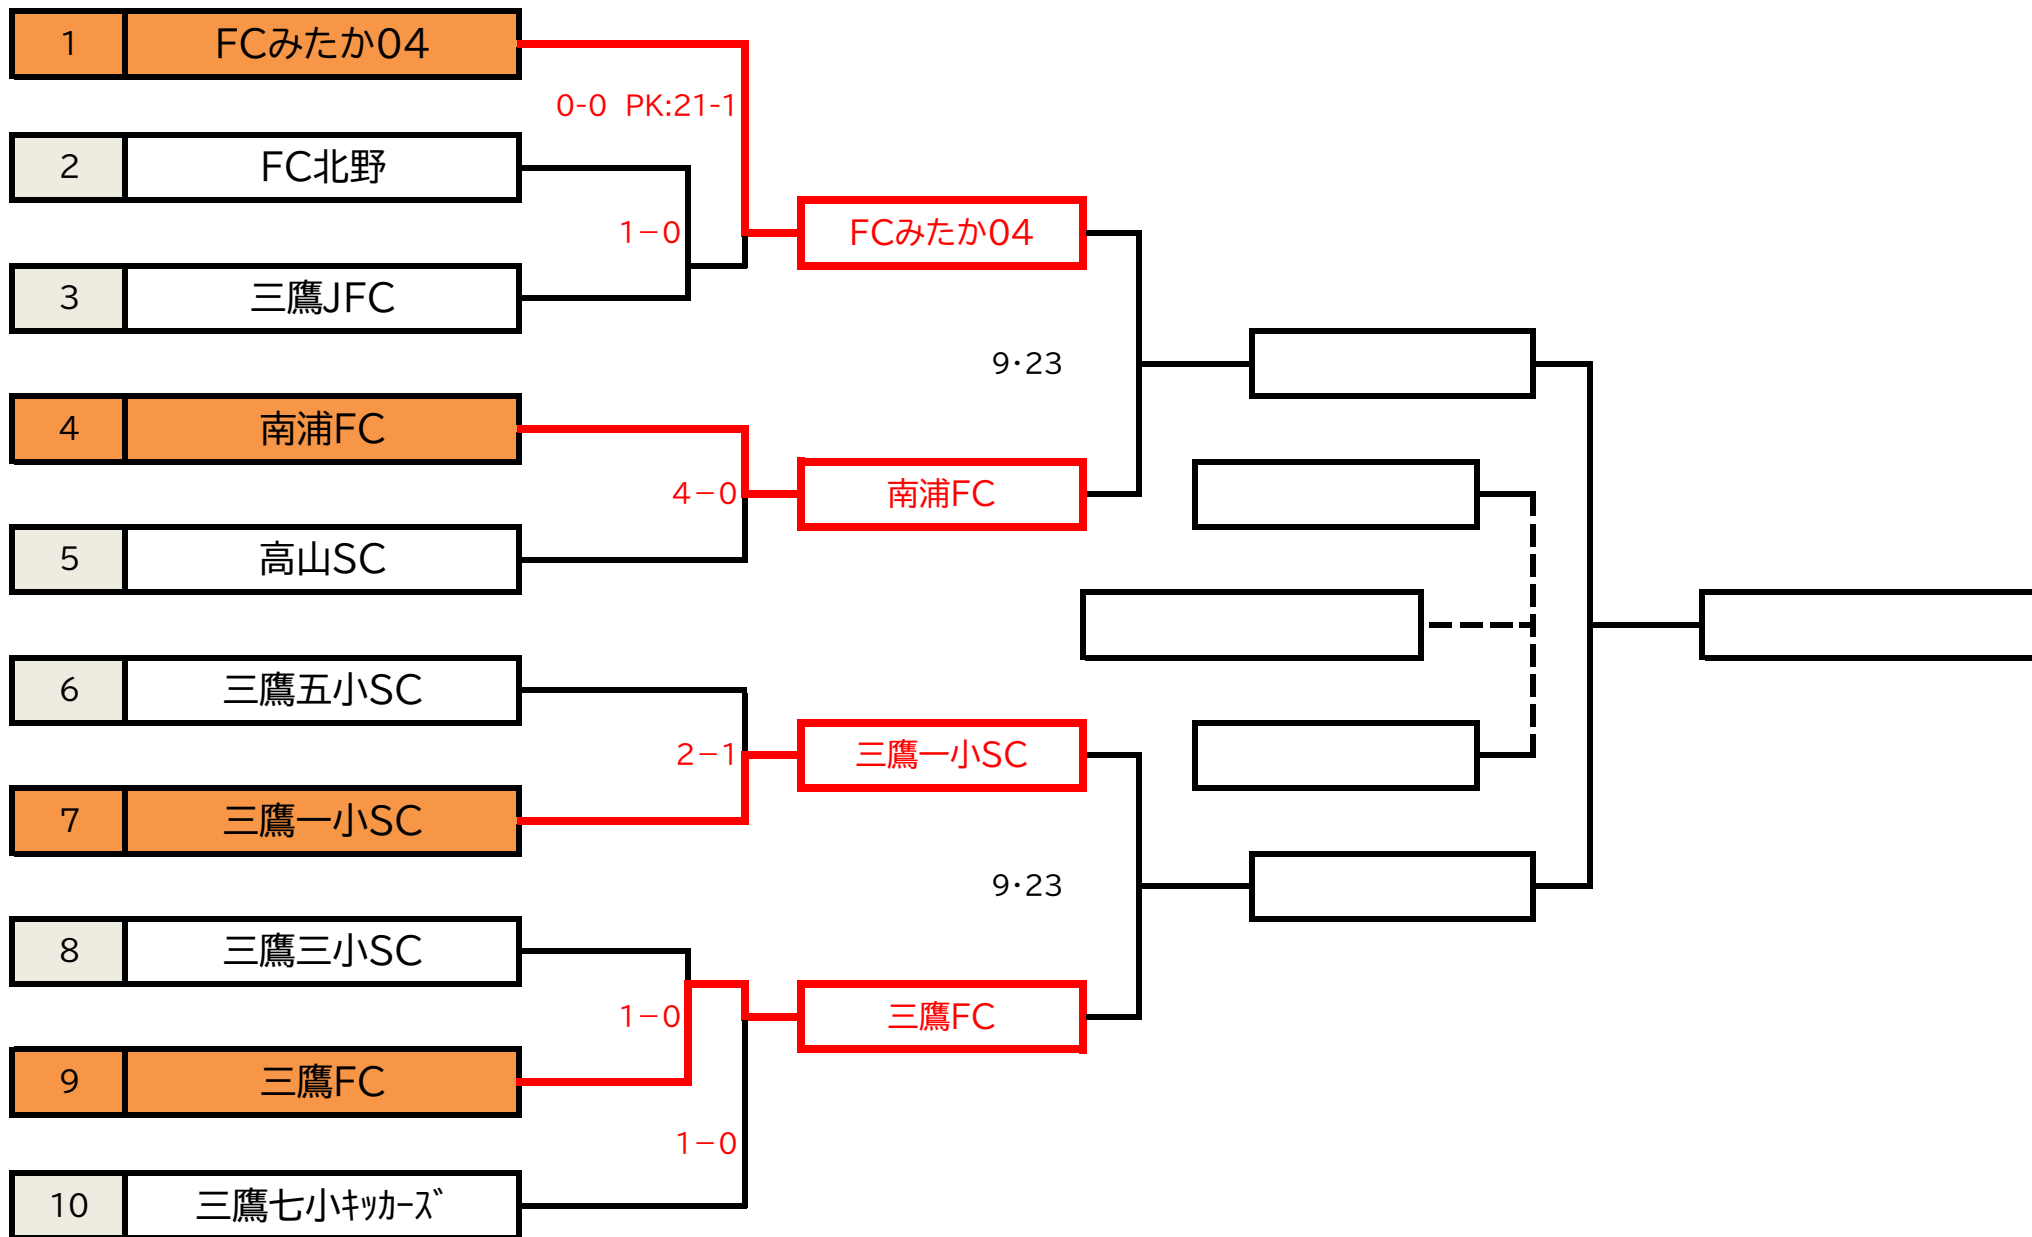 1 FCみたか04
0-0 PK:21-1
2 FC北野
FCみたか04
1－0
3 三鷹JFC
9・23
4 南浦FC
4－0 南浦FC
5 高山SC
6 三鷹五小SC
2－1 三鷹一小SC
7 三鷹一小SC
9・23
8 三鷹三小SC
1－0 三鷹FC
9 三鷹FC
1－0
10 三鷹七小ｷｯｶｰｽﾞ